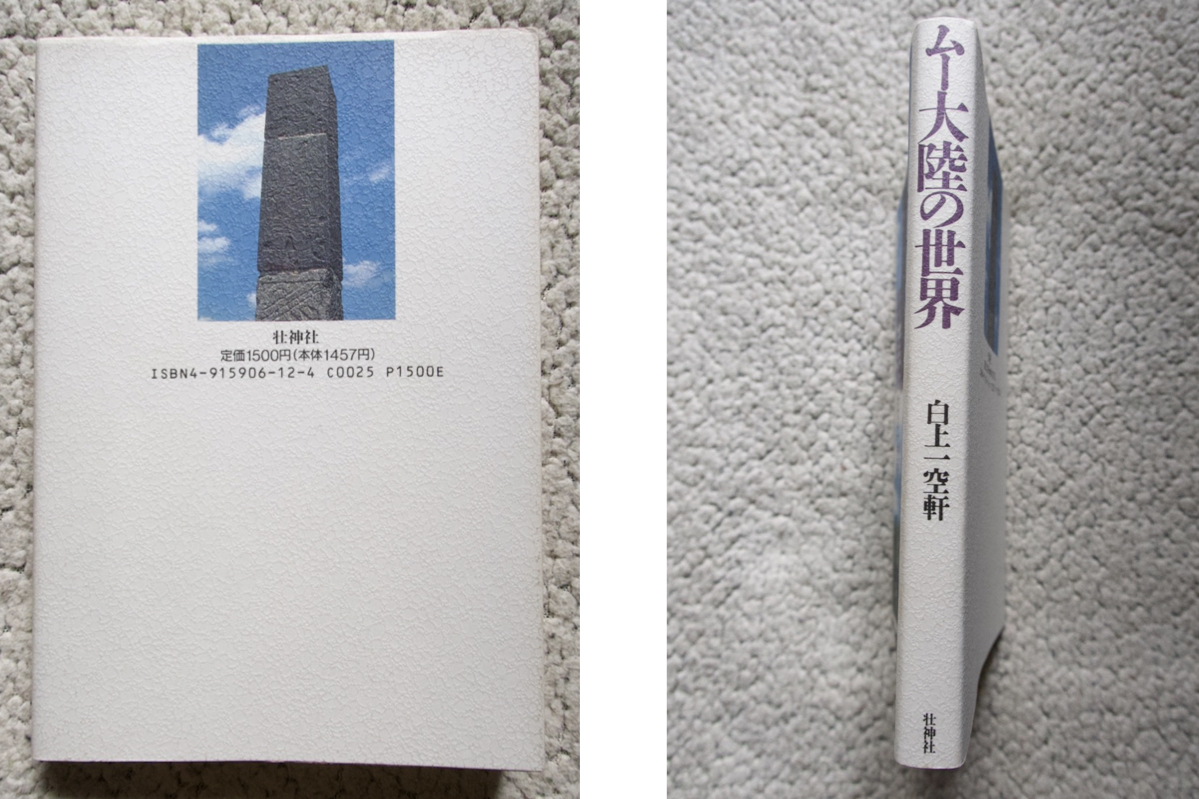 壮神社
定価1500円(本体1457円)
ISBN4-915906-12-4 C0025 P1500E
ムー大陸の世界
白上一空軒
壮神社